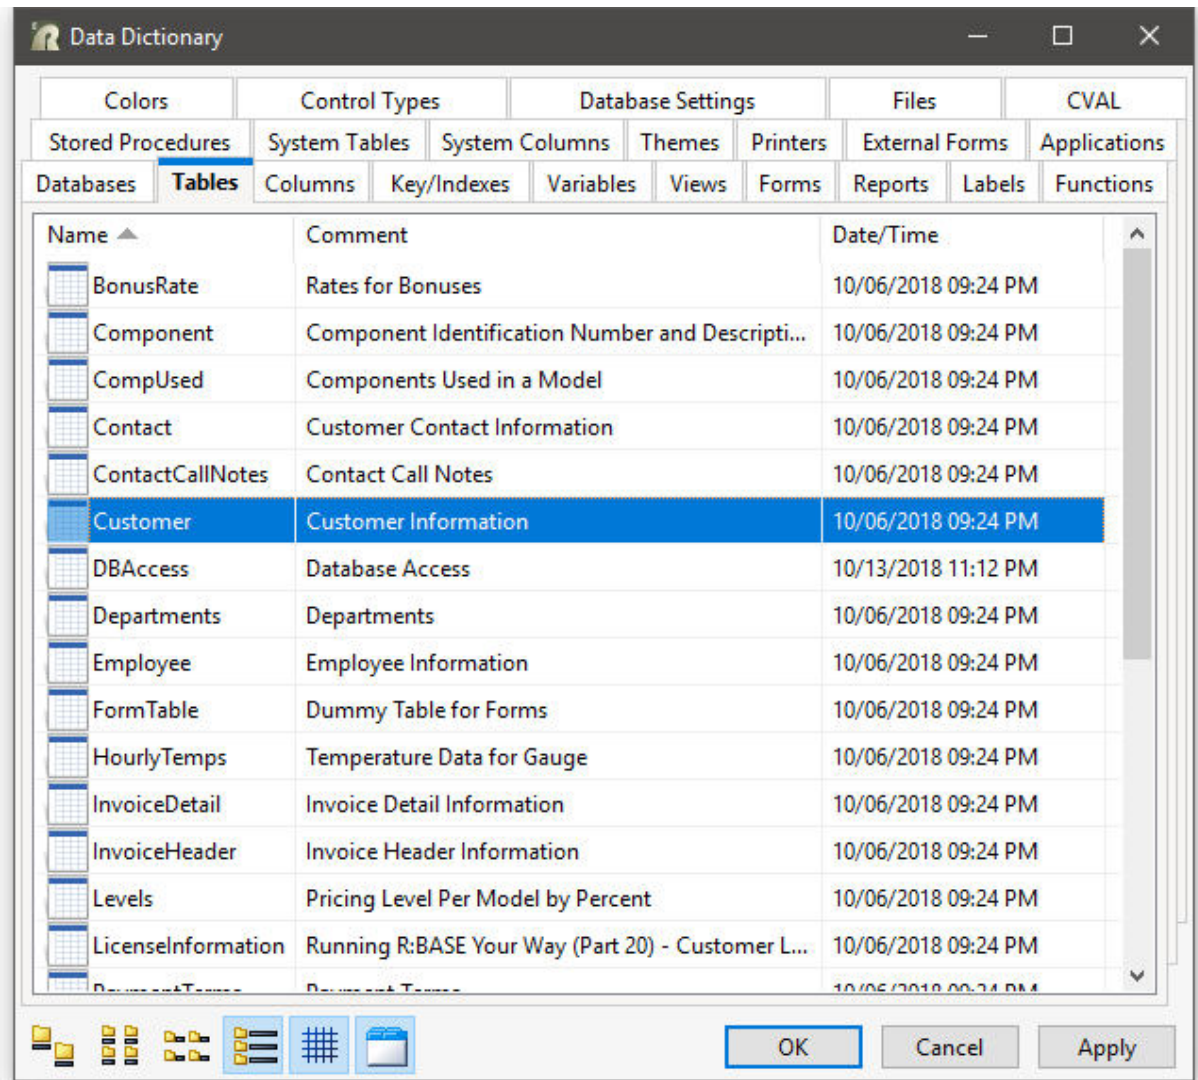 Data Dictionary
Colors Control Types Database Settings Files CVAL
Stored Procedures System Tables System Columns Themes Printers External Forms Applications
Databases Tables Columns Key/Indexes Variables Views Forms Reports Labels Functions
Name Comment Date/Time
BonusRate Rates for Bonuses 10/06/2018 09:24 PM
Component Component Identification Number and Descripti... 10/06/2018 09:24 PM
CompUsed Components Used in a Model 10/06/2018 09:24 PM
Contact Customer Contact Information 10/06/2018 09:24 PM
ContactCallNotes Contact Call Notes 10/06/2018 09:24 PM
Customer Customer Information 10/06/2018 09:24 PM
DBAccess Database Access 10/13/2018 11:12 PM
Departments Departments 10/06/2018 09:24 PM
Employee Employee Information 10/06/2018 09:24 PM
FormTable Dummy Table for Forms 10/06/2018 09:24 PM
HourlyTemps Temperature Data for Gauge 10/06/2018 09:24 PM
InvoiceDetail Invoice Detail Information 10/06/2018 09:24 PM
InvoiceHeader Invoice Header Information 10/06/2018 09:24 PM
Levels Pricing Level Per Model by Percent 10/06/2018 09:24 PM
LicenseInformation Running R:BASE Your Way (Part 20) - Customer L... 10/06/2018 09:24 PM
PaymentTerms Payment Terms 10/06/2018 09:24 PM
OK Cancel Apply